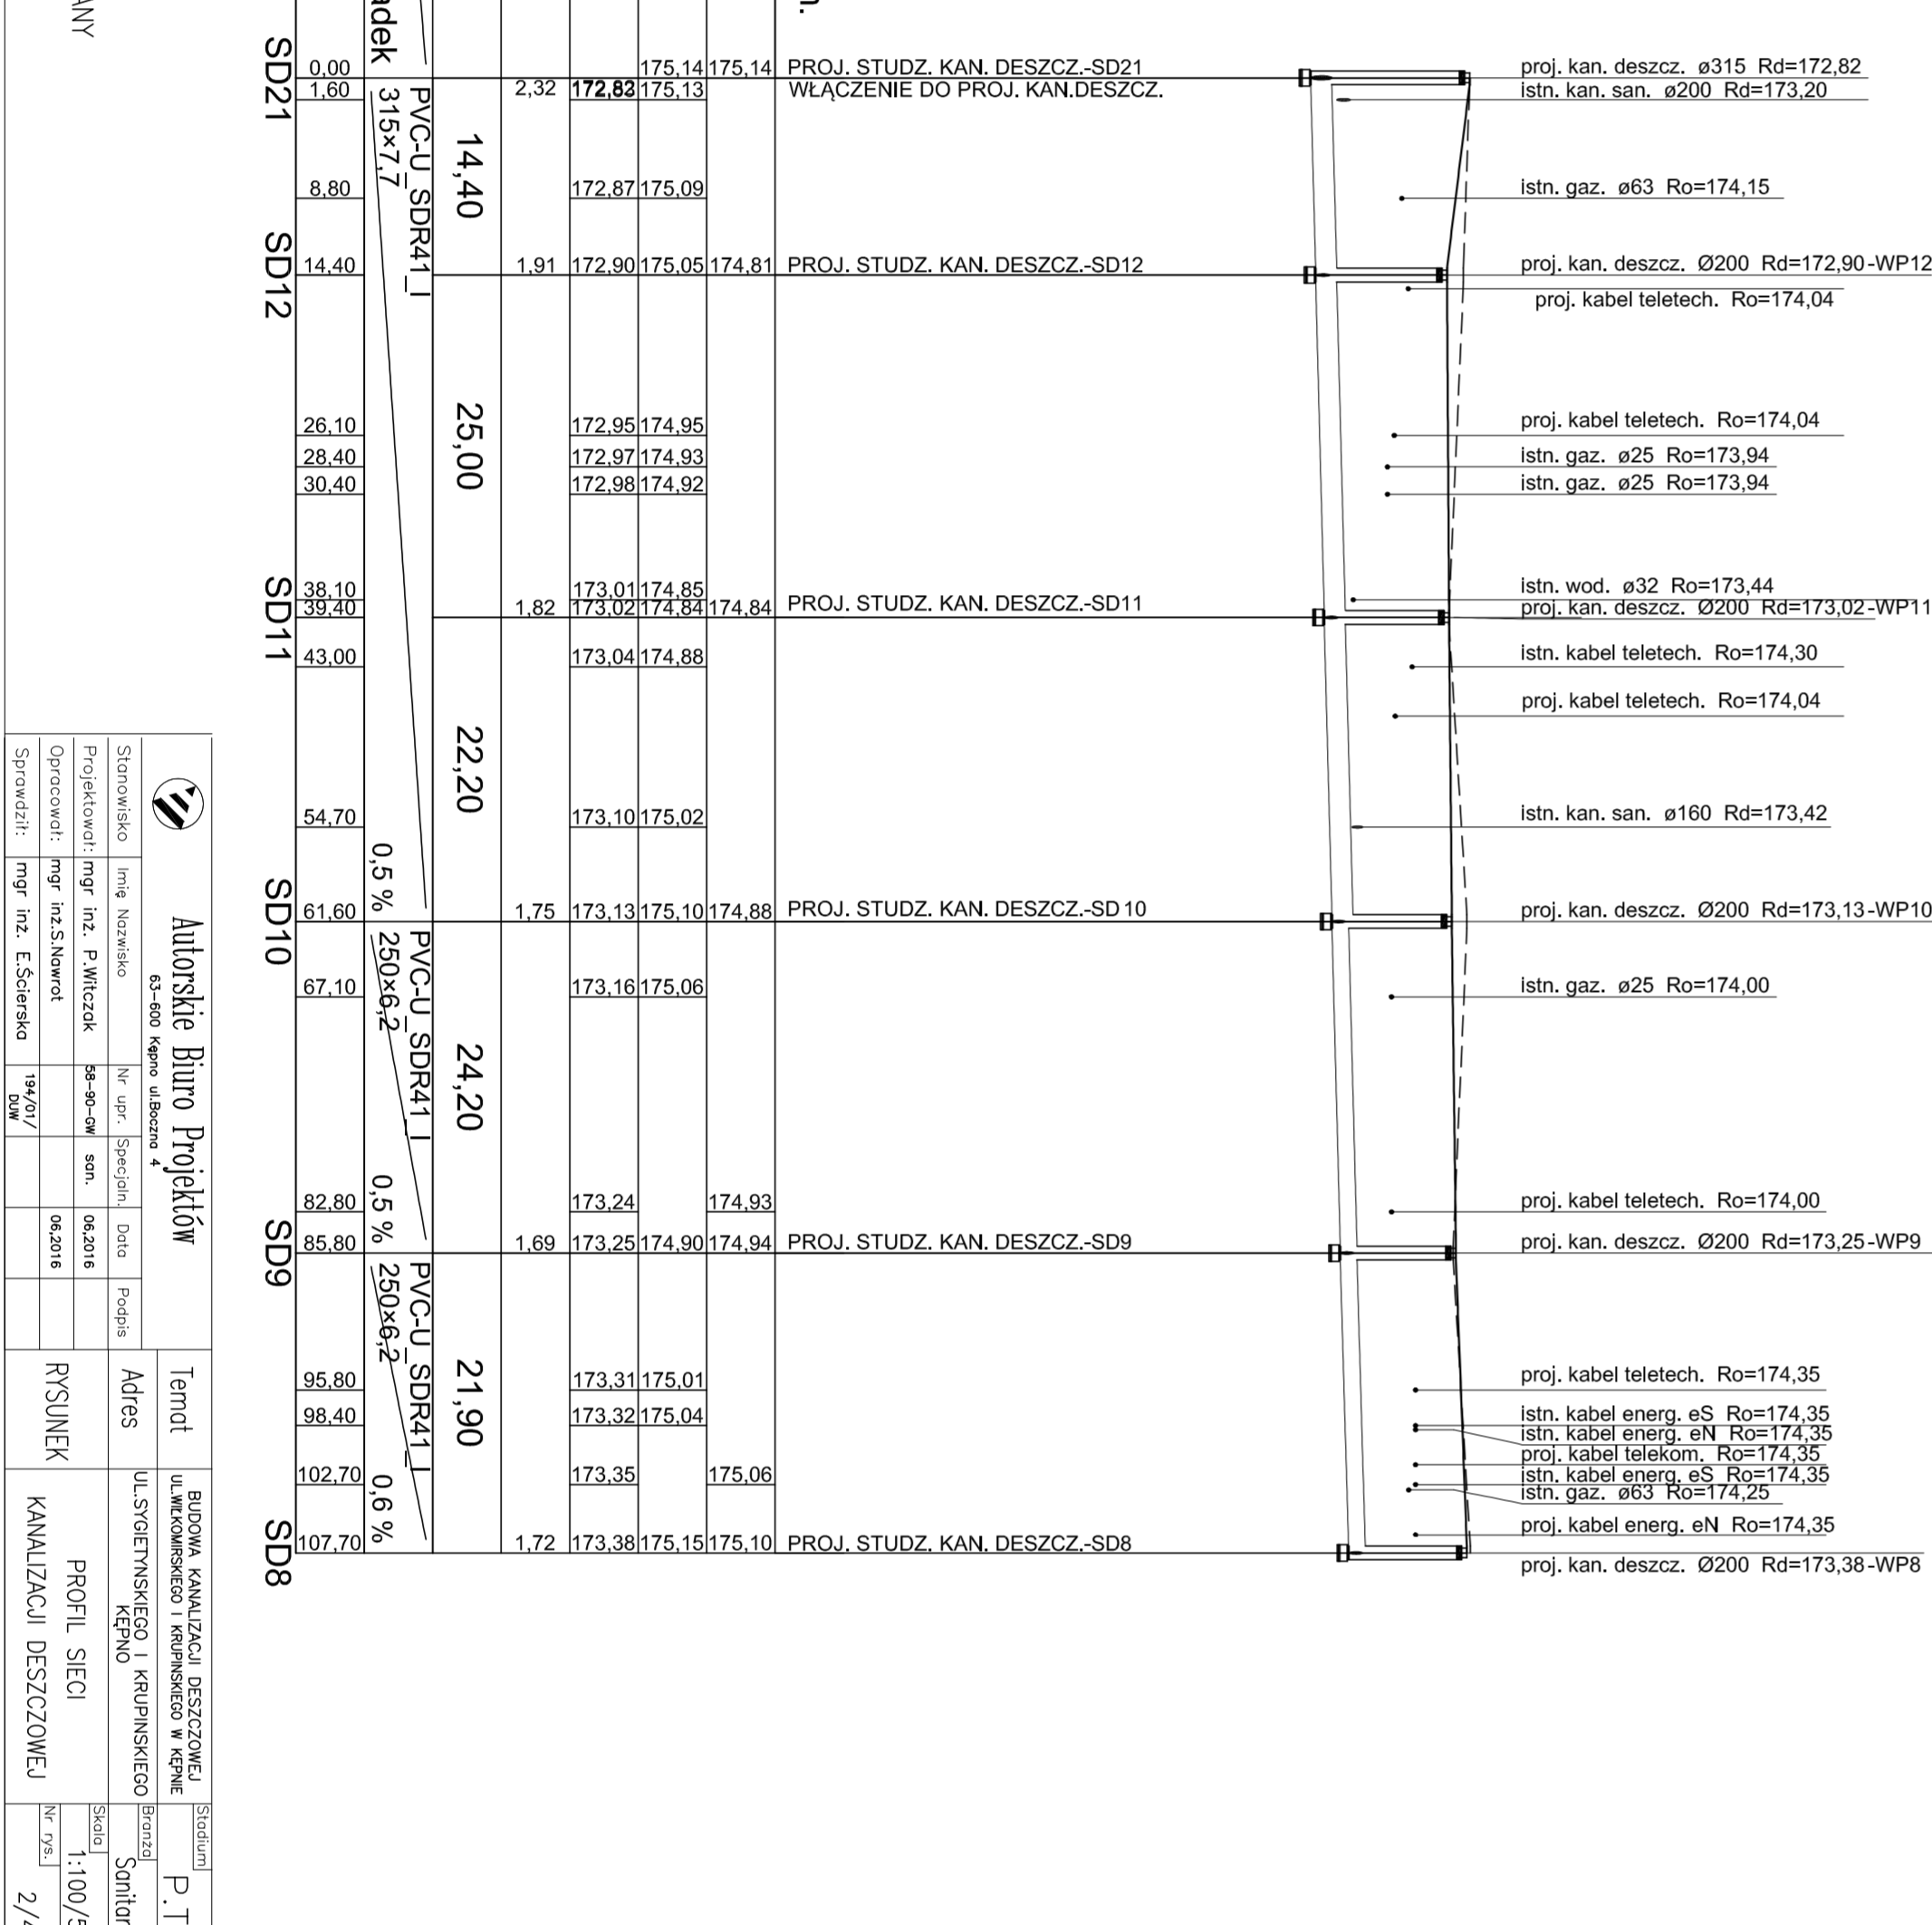 SD21
0,00
175,14
175,14
PROJ. STUDZ. KAN. DESZCZ.-SD21
proj. kan. deszcz. ø315 Rd=172,82
1,60
2,32
175,13
WŁĄCZENIE DO PROJ. KAN.DESZCZ.
istn. kan. san. ø200 Rd=173,20
8,80
172,87
175,09
istn. gaz. ø63 Ro=174,15
SD12
14,40
1,91
172,90
175,05
174,81
PROJ. STUDZ. KAN. DESZCZ.-SD12
proj. kan. deszcz. Ø200 Rd=172,90-WP12
proj. kabel teletech. Ro=174,04
26,10
172,95
174,95
proj. kabel teletech. Ro=174,04
28,40
172,97
174,93
istn. gaz. ø25 Ro=173,94
30,40
172,98
174,92
istn. gaz. ø25 Ro=173,94
38,10
173,01
174,85
istn. wod. ø32 Ro=173,44
SD11
39,40
1,82
173,02
174,84
174,84
PROJ. STUDZ. KAN. DESZCZ.-SD11
proj. kan. deszcz. Ø200 Rd=173,02-WP11
43,00
173,04
174,88
istn. kabel teletech. Ro=174,30
proj. kabel teletech. Ro=174,04
54,70
173,10
175,02
istn. kan. san. ø160 Rd=173,42
SD10
61,60
1,75
173,13
175,10
174,88
PROJ. STUDZ. KAN. DESZCZ.-SD10
proj. kan. deszcz. Ø200 Rd=173,13-WP10
67,10
173,16
175,06
istn. gaz. ø25 Ro=174,00
82,80
173,24
174,93
proj. kabel teletech. Ro=174,00
SD9
85,80
1,69
173,25
174,90
174,94
PROJ. STUDZ. KAN. DESZCZ.-SD9
proj. kan. deszcz. Ø200 Rd=173,25-WP9
95,80
173,31
175,01
proj. kabel teletech. Ro=174,35
98,40
173,32
175,04
istn. kabel energ. eS Ro=174,35
istn. kabel energ. eN Ro=174,35
proj. kabel telekom. Ro=174,35
102,70
173,35
175,06
istn. kabel energ. eS Ro=174,35
istn. gaz. ø63 Ro=174,25
proj. kabel energ. eN Ro=174,35
SD8
107,70
1,72
173,38
175,15
175,10
PROJ. STUDZ. KAN. DESZCZ.-SD8
proj. kan. deszcz. Ø200 Rd=173,38-WP8
14,40
25,00
22,20
24,20
21,90
PVC-U_SDR41_l
315×7,7
0,5 %
PVC-U_SDR41_l
250×6,2
0,5 %
PVC-U_SDR41_l
250×6,2
0,6 %
Autorskie Biuro Projektów
63-600 Kępno ul.Boczna 4
Stanowisko
Imię Nazwisko
Nr upr.
Specjaln.
Data
Podpis
Projektował:
mgr inż. P.Witczak
58-90-GW
san.
06,2016
Opracował:
mgr inż.S.Nawrot
06,2016
Sprawdził:
mgr inż. E.Ścierska
194/01/
DUW
Temat
BUDOWA KANALIZACJI DESZCZOWEJ
UL.WIŁKOMIRSKIEGO I KRUPINSKIEGO W KĘPNIE
Adres
UL.SYGIETYNSKIEGO I KRUPINSKIEGO
KĘPNO
RYSUNEK
PROFIL SIECI
KANALIZACJI DESZCZOWEJ
Stadium
P.T
Branża
Sanitar
Skala
1:100/5
Nr rys.
2/4